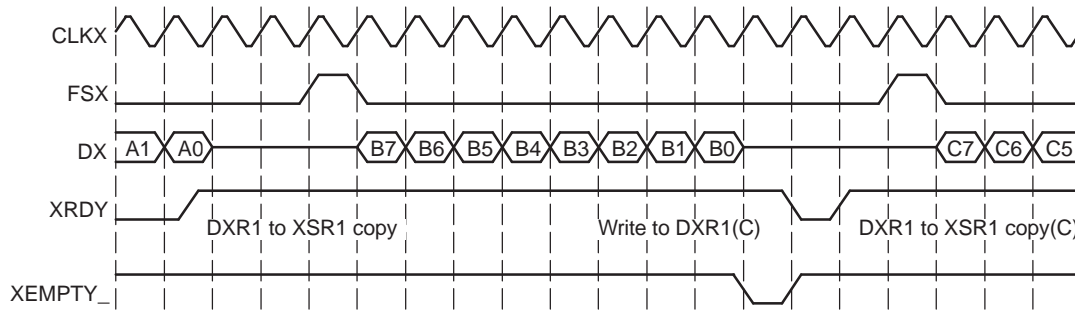 CLKX
FSX
DX A1 A0 B7 B6 B5 B4 B3 B2 B1 B0 C7 C6 C5
XRDY
DXR1 to XSR1 copy Write to DXR1(C) DXR1 to XSR1 copy(C)
XEMPTY_